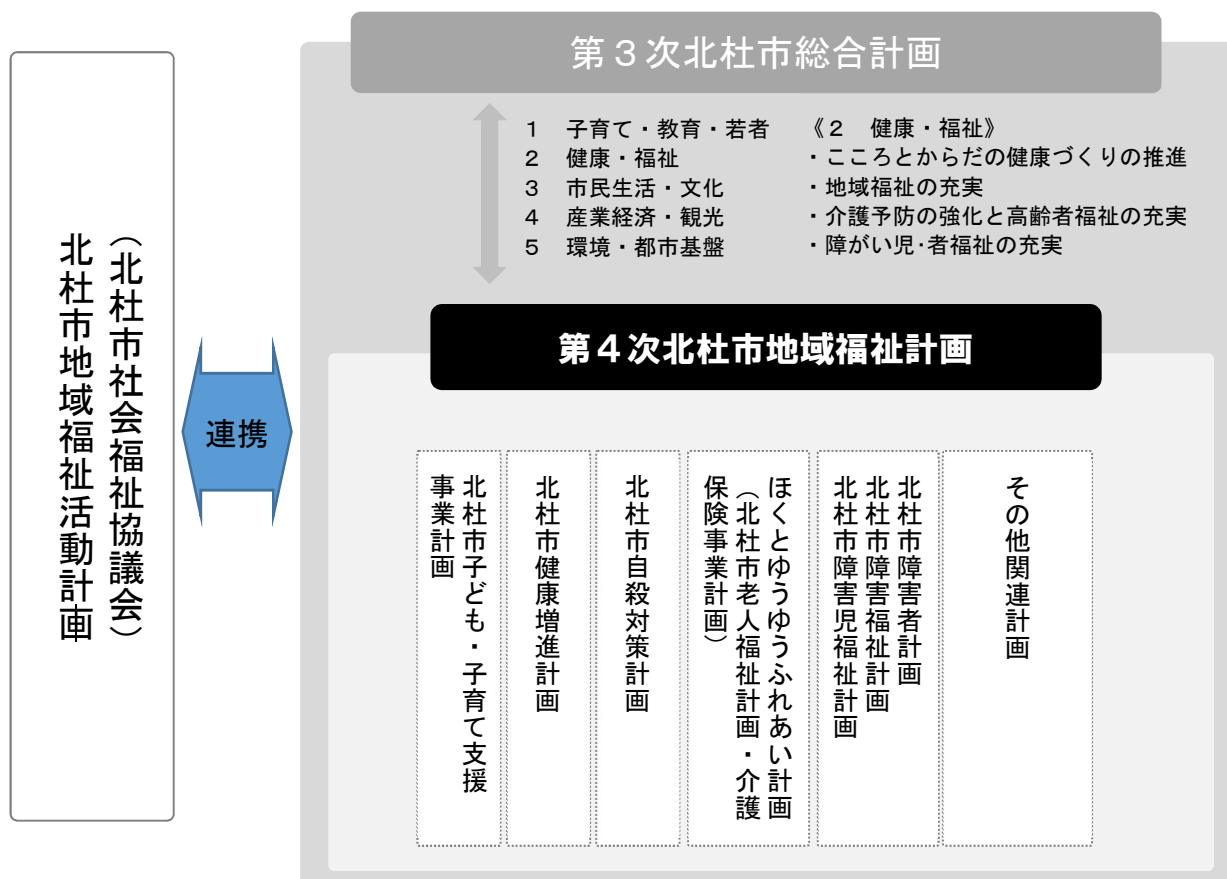 第３次北杜市総合計画
1　子育て・教育・若者
2　健康・福祉
3　市民生活・文化
4　産業経済・観光
5　環境・都市基盤
《２　健康・福祉》
・こころとからだの健康づくりの推進
・地域福祉の充実
・介護予防の強化と高齢者福祉の充実
・障がい児･者福祉の充実
（北杜市社会福祉協議会）
北杜市地域福祉活動計画
連携
第４次北杜市地域福祉計画
北杜市子ども・子育て支援
事業計画
北杜市健康増進計画
北杜市自殺対策計画
ほくとゆうゆうふれあい計画
（北杜市老人福祉計画・介護
保険事業計画）
北杜市障害者計画
北杜市障害福祉計画
北杜市障害児福祉計画
その他関連計画